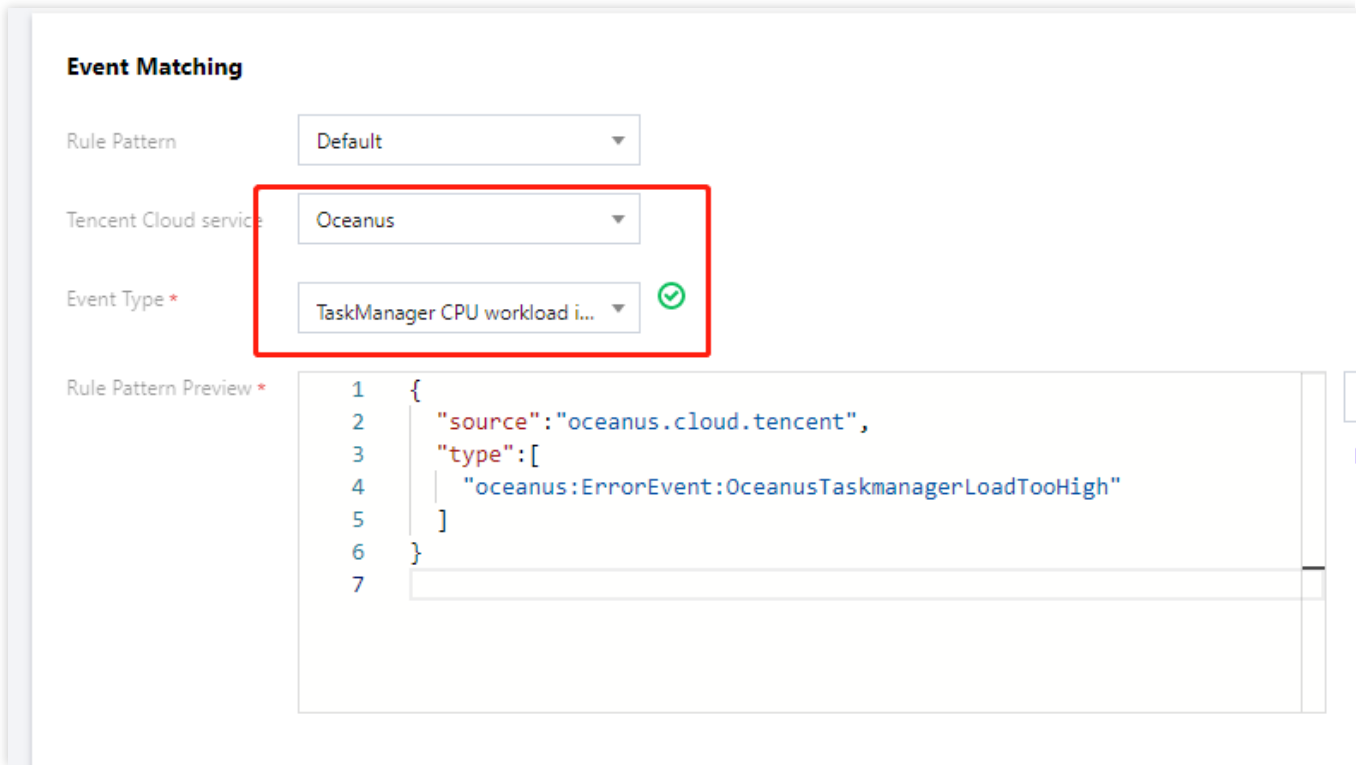 Event Matching
Rule Pattern
Default
Tencent Cloud service
Oceanus
Event Type *
TaskManager CPU workload i...
Rule Pattern Preview *
1 {
2 "source":"oceanus.cloud.tencent",
3 "type":[
4 "oceanus:ErrorEvent:OceanusTaskmanagerLoadTooHigh"
5 ]
6 }
7